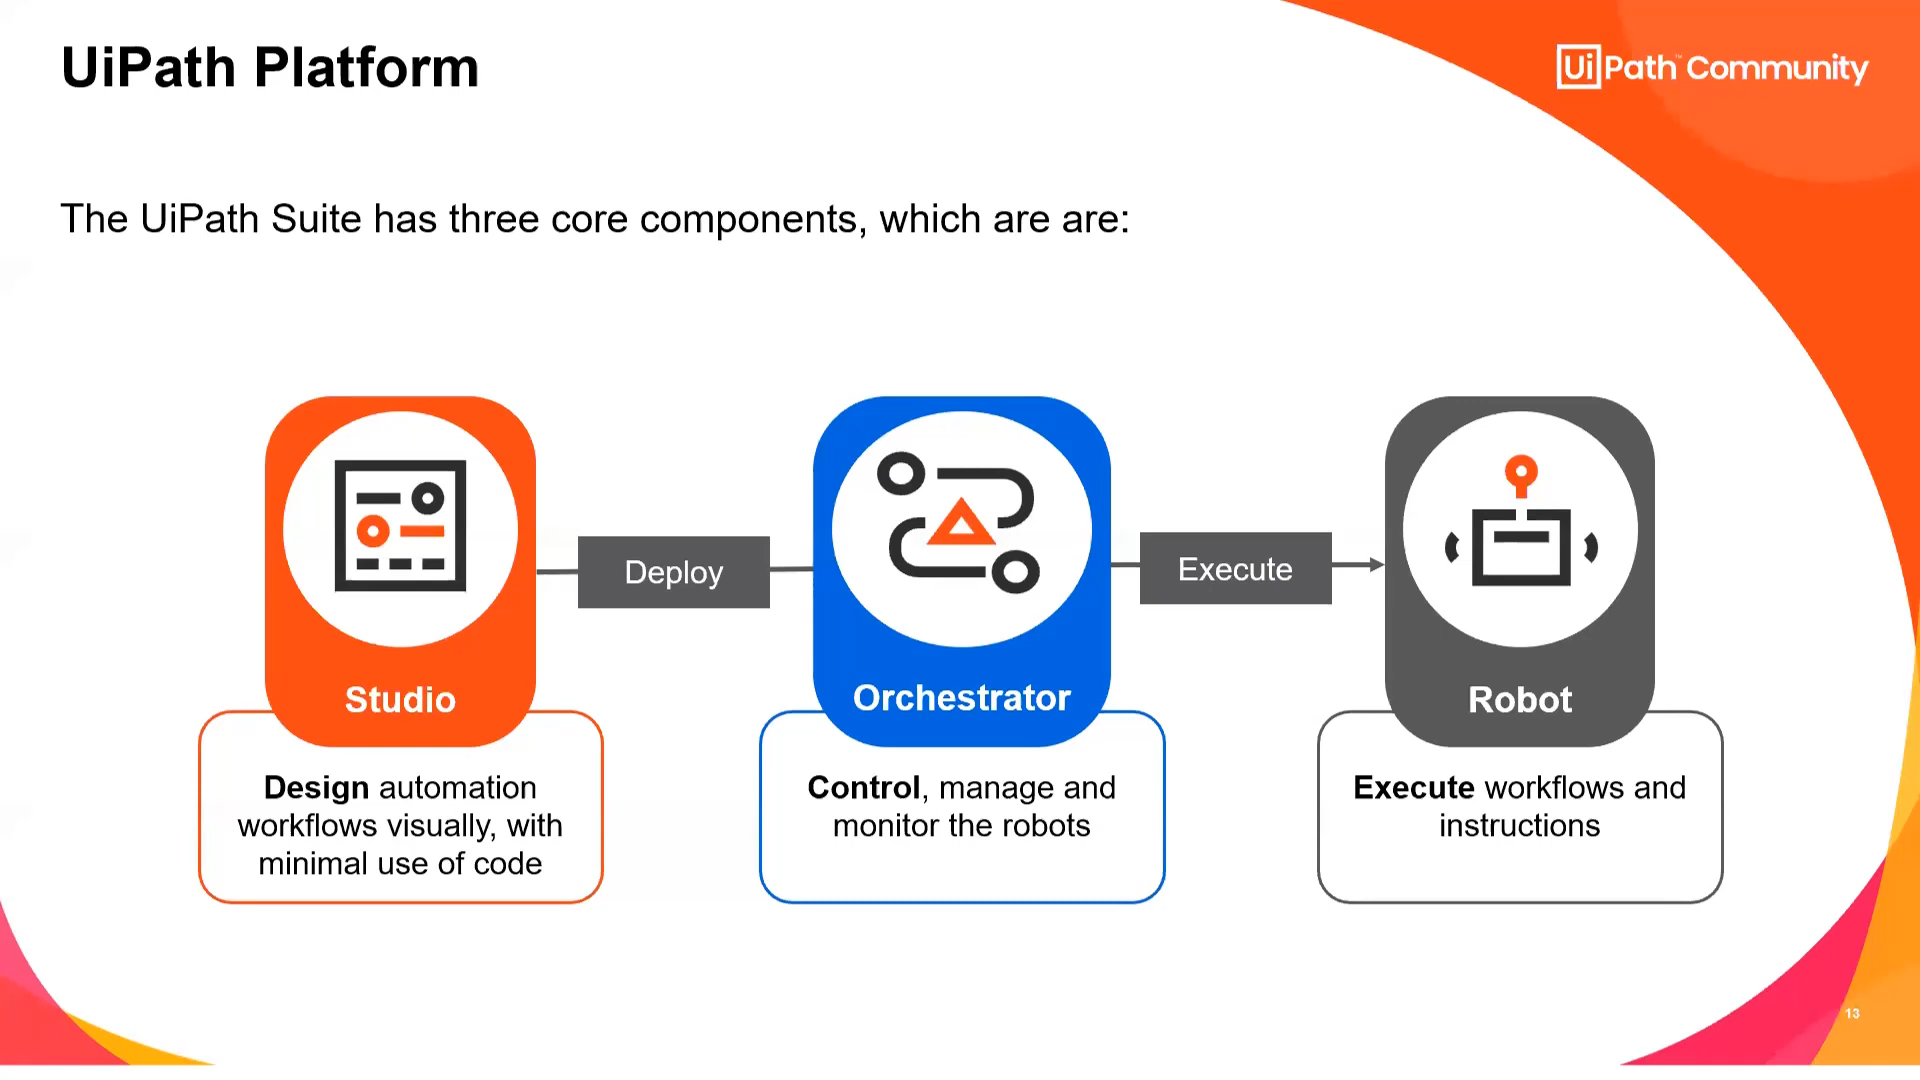 UiPath Platform
UiPath™ Community
The UiPath Suite has three core components, which are are:
Deploy
Execute
Studio
Orchestrator
Robot
Design automation
workflows visually, with
minimal use of code
Control, manage and
monitor the robots
Execute workflows and
instructions
13